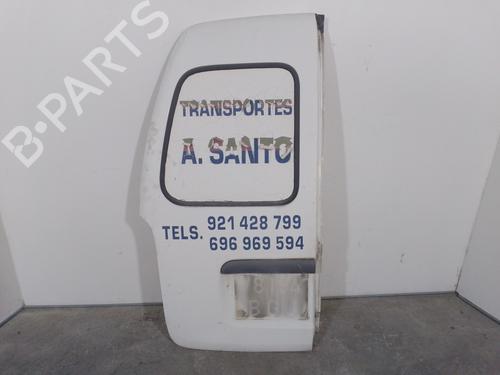 B-PARTS
TRANSPORTES
A. SANTO
TELS. 921 428 799
696 969 594